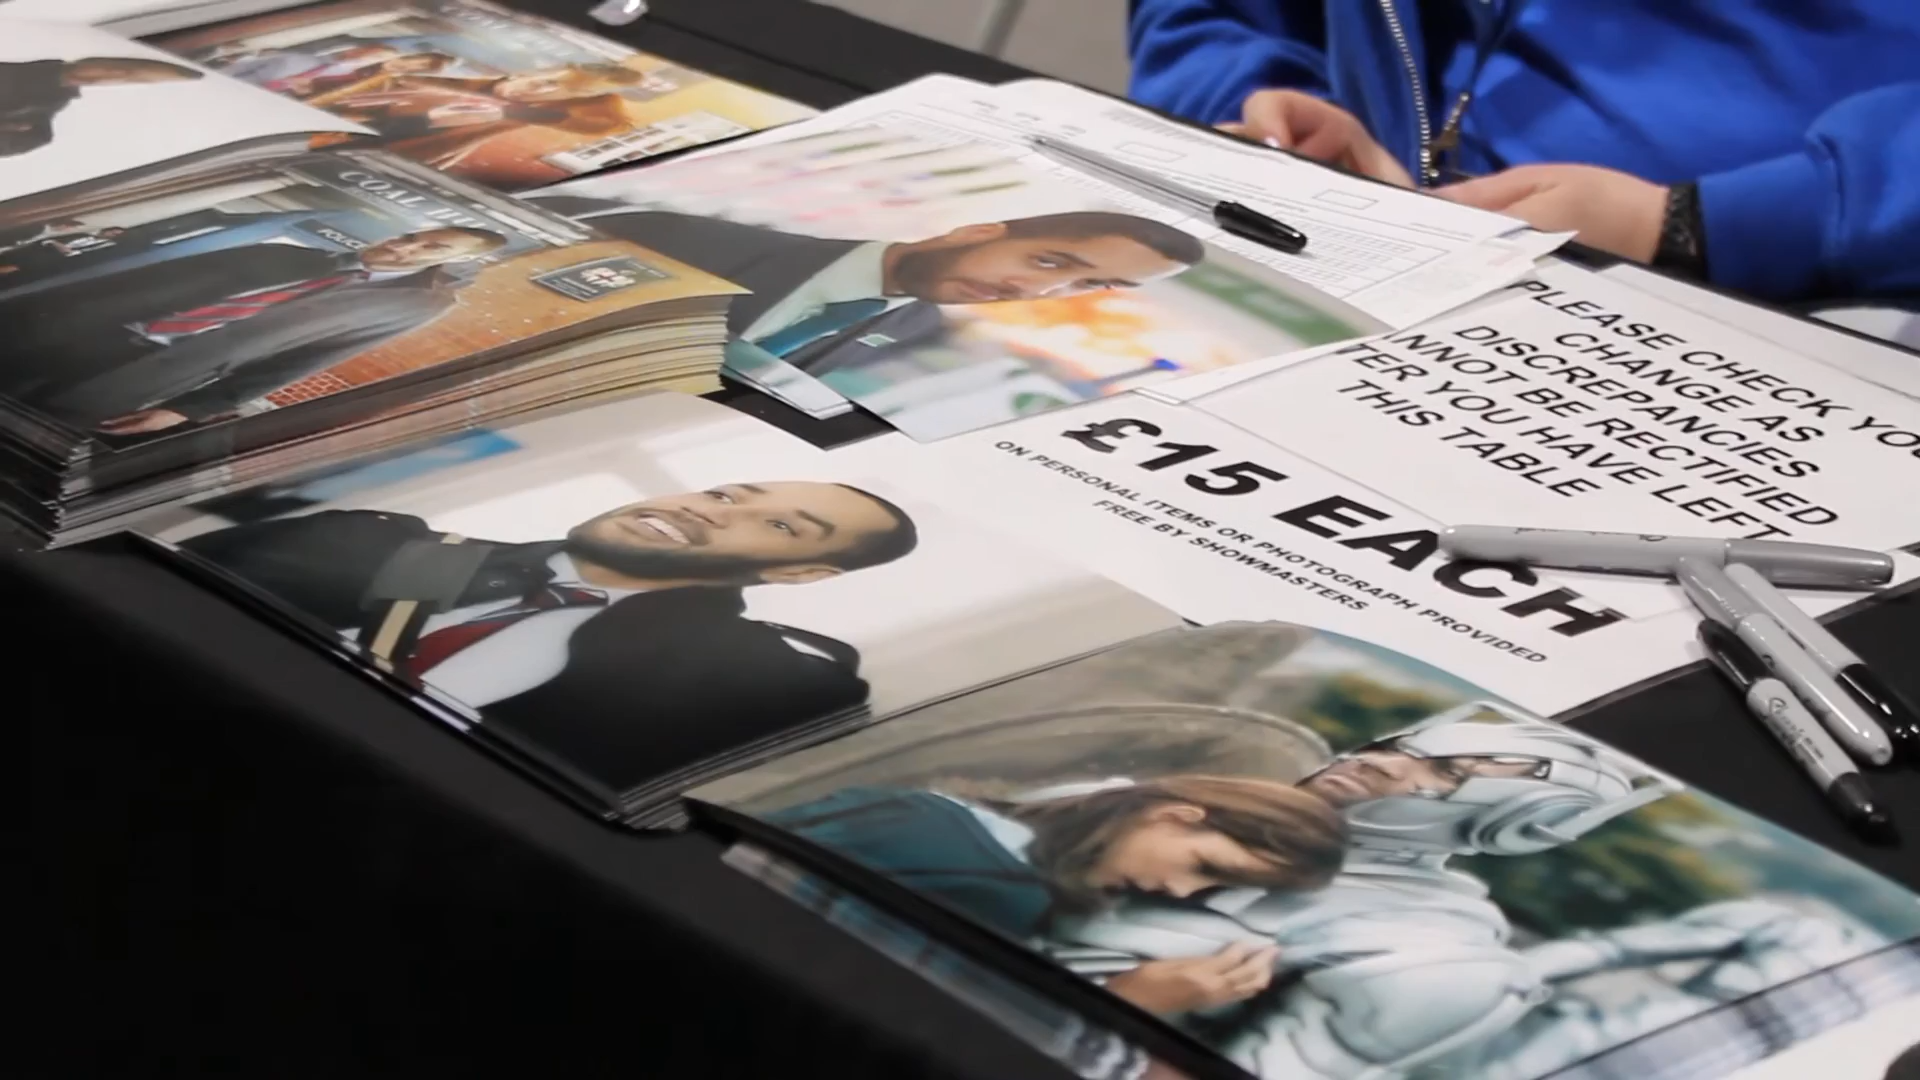 COAL HILL
POLICE
PLEASE CHECK YOU
CHANGE AS
DISCREPANCIES
ANNOT BE RECTIFIED
TER YOU HAVE LEFT
THIS TABLE
£15 EACH
ON PERSONAL ITEMS OR PHOTOGRAPH PROVIDED
FREE BY SHOWMASTERS